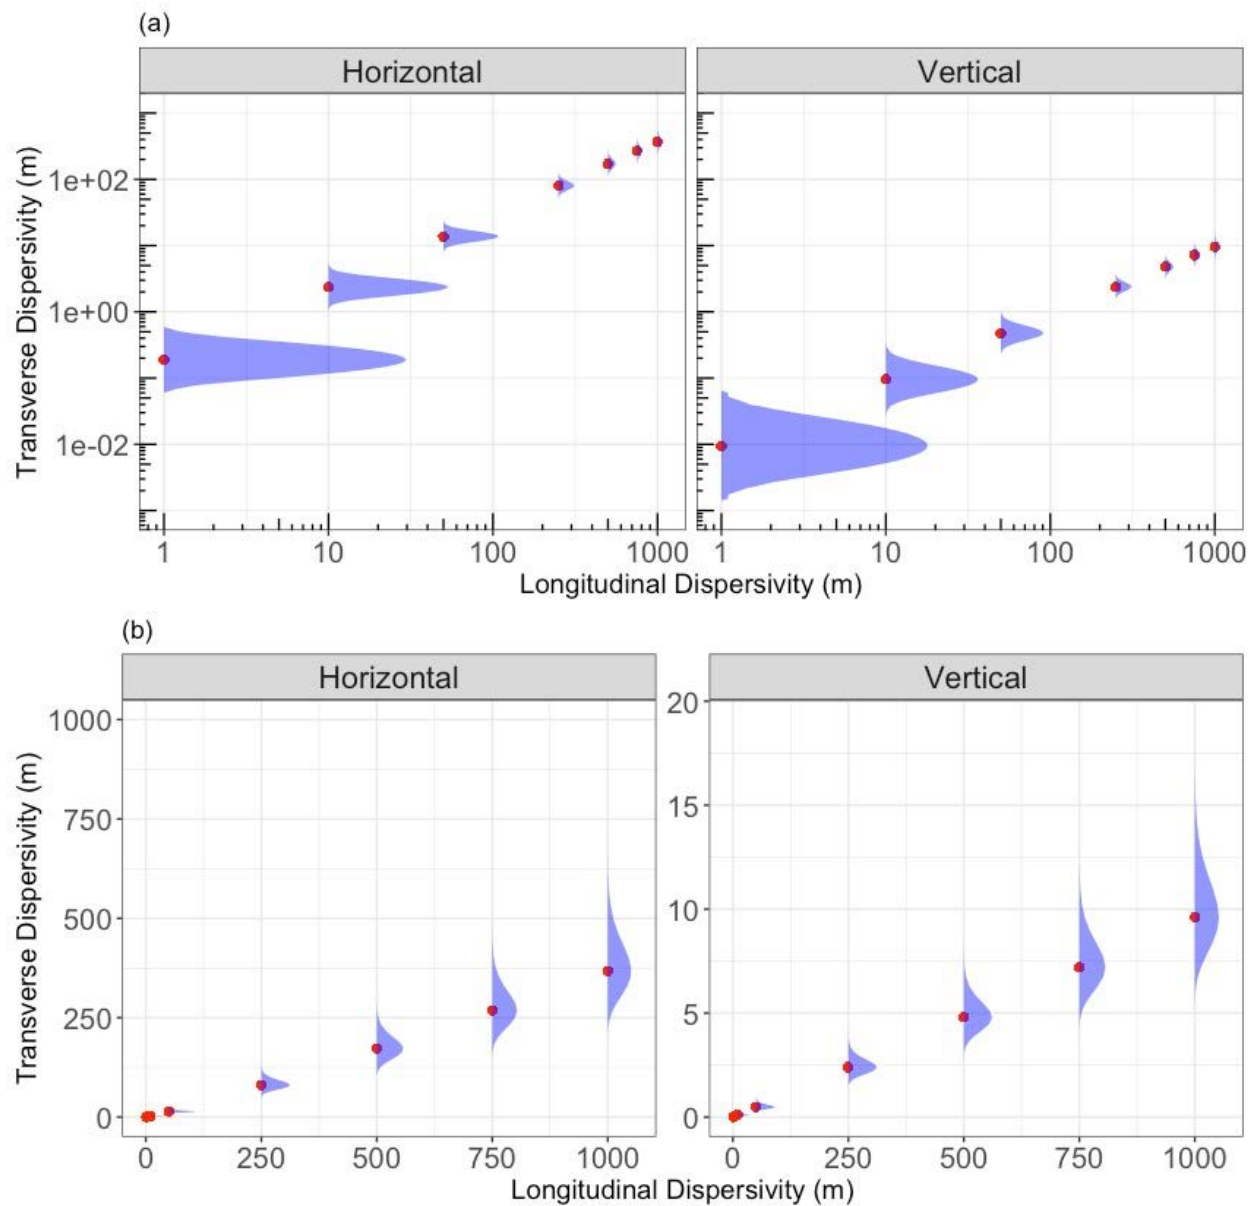 (a)
Horizontal
Vertical
Transverse Dispersivity (m)
1e+02
1e+00
1e-02
1 10 100 1000
1 10 100 1000
Longitudinal Dispersivity (m)
(b)
Horizontal
Vertical
Transverse Dispersivity (m)
1000
750
500
250
0
20
15
10
5
0
0 250 500 750 1000
0 250 500 750 1000
Longitudinal Dispersivity (m)